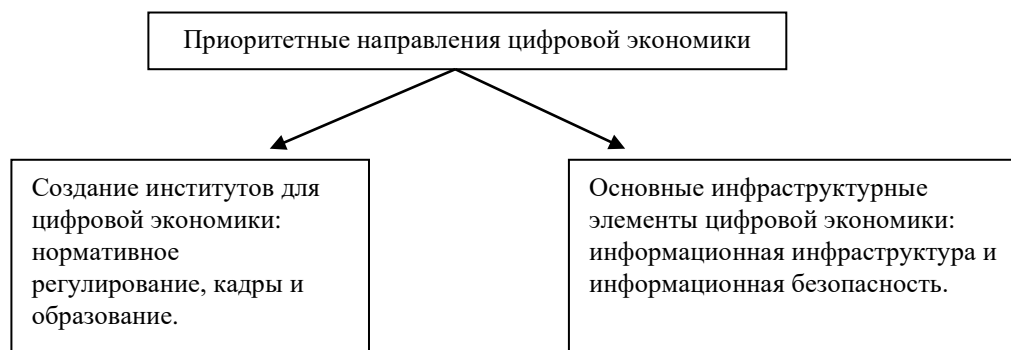 Приоритетные направления цифровой экономики
Создание институтов для
цифровой экономики:
нормативное
регулирование, кадры и
образование.
Основные инфраструктурные
элементы цифровой экономики:
информационная инфраструктура и
информационная безопасность.